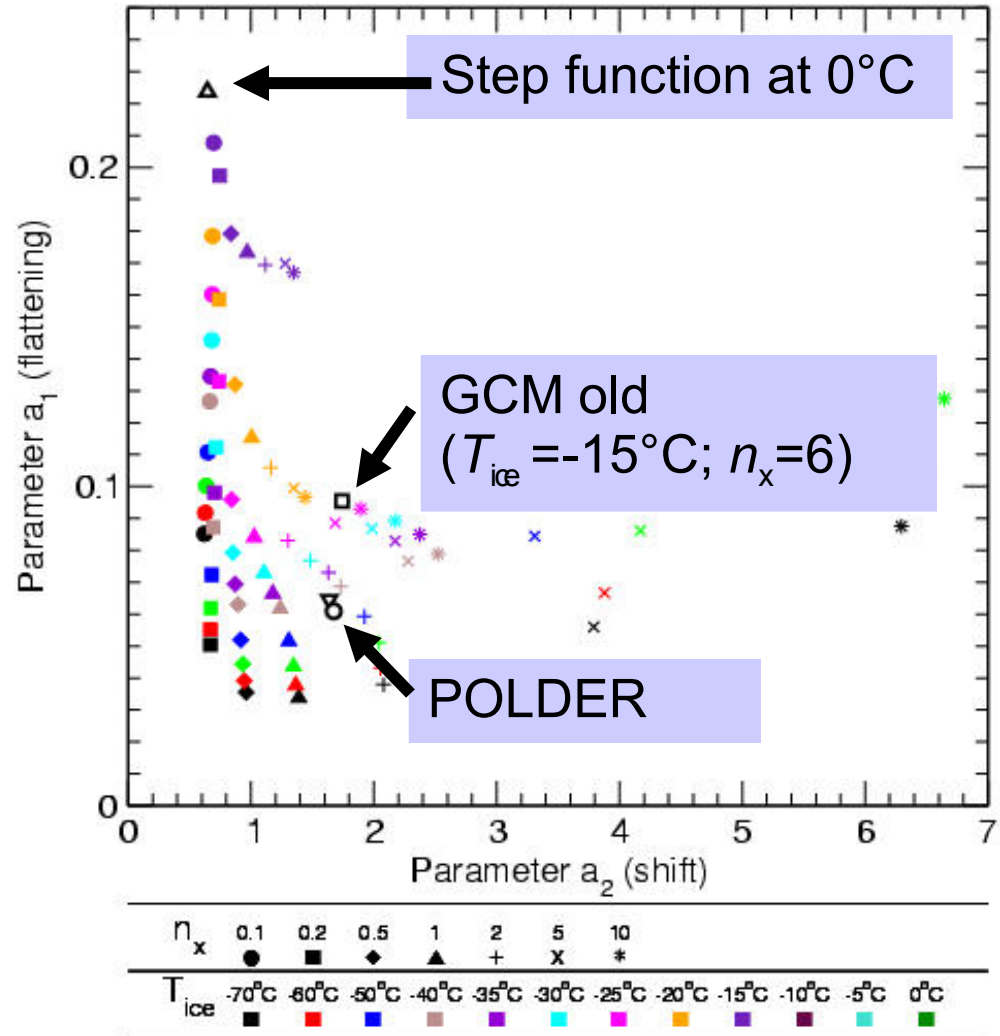 Step function at 0°C
0.2
Parameter a1 (flattening)
GCM old
(Tice =-15°C; nx=6)
0.1
POLDER
0
0 1 2 3 4 5 6 7
Parameter a2 (shift)
nx 0.1 0.2 0.5 1 2 5 10
Tice -70°C -60°C -50°C -40°C -35°C -30°C -25°C -20°C -15°C -10°C -5°C 0°C